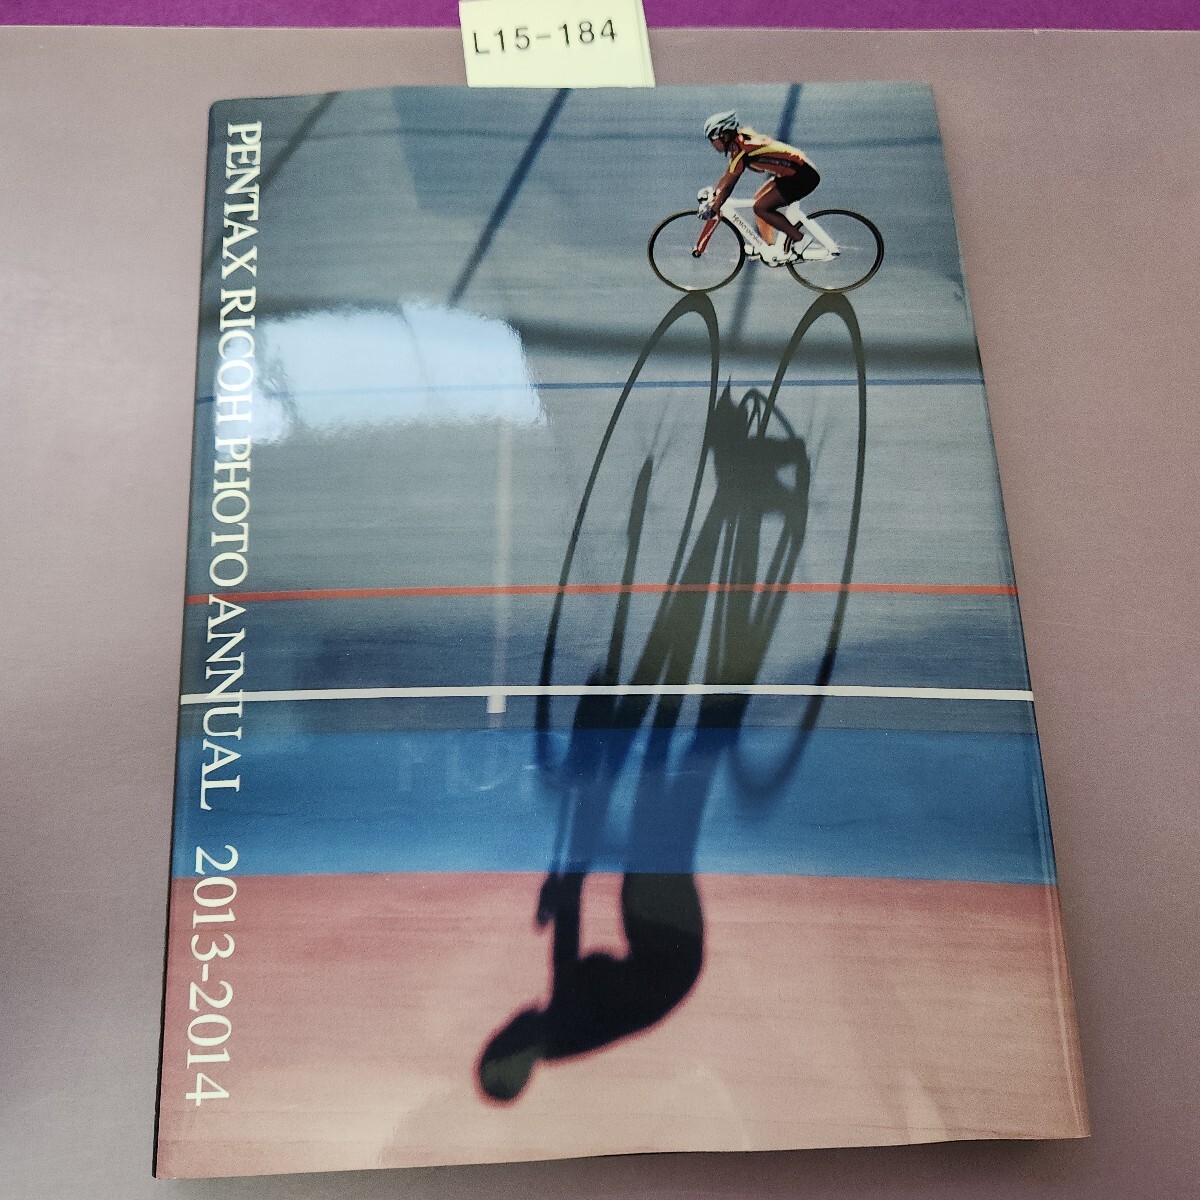 L15-184
PENTAX RICOH PHOTO ANNUAL 2013-2014